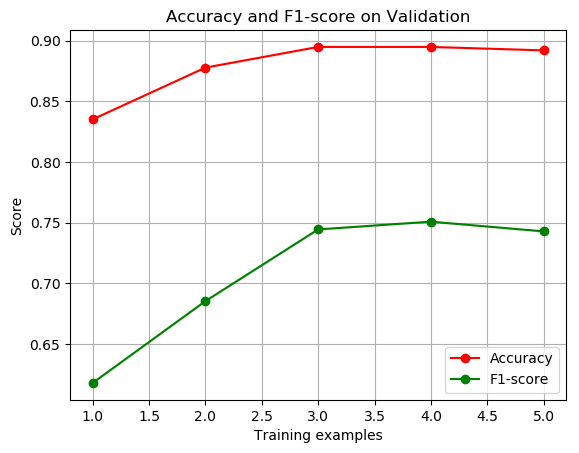 Accuracy and F1-score on Validation
0.90
0.85
0.80
0.75
0.70
0.65
Score
Accuracy
F1-score
1.0 1.5 2.0 2.5 3.0 3.5 4.0 4.5 5.0
Training examples